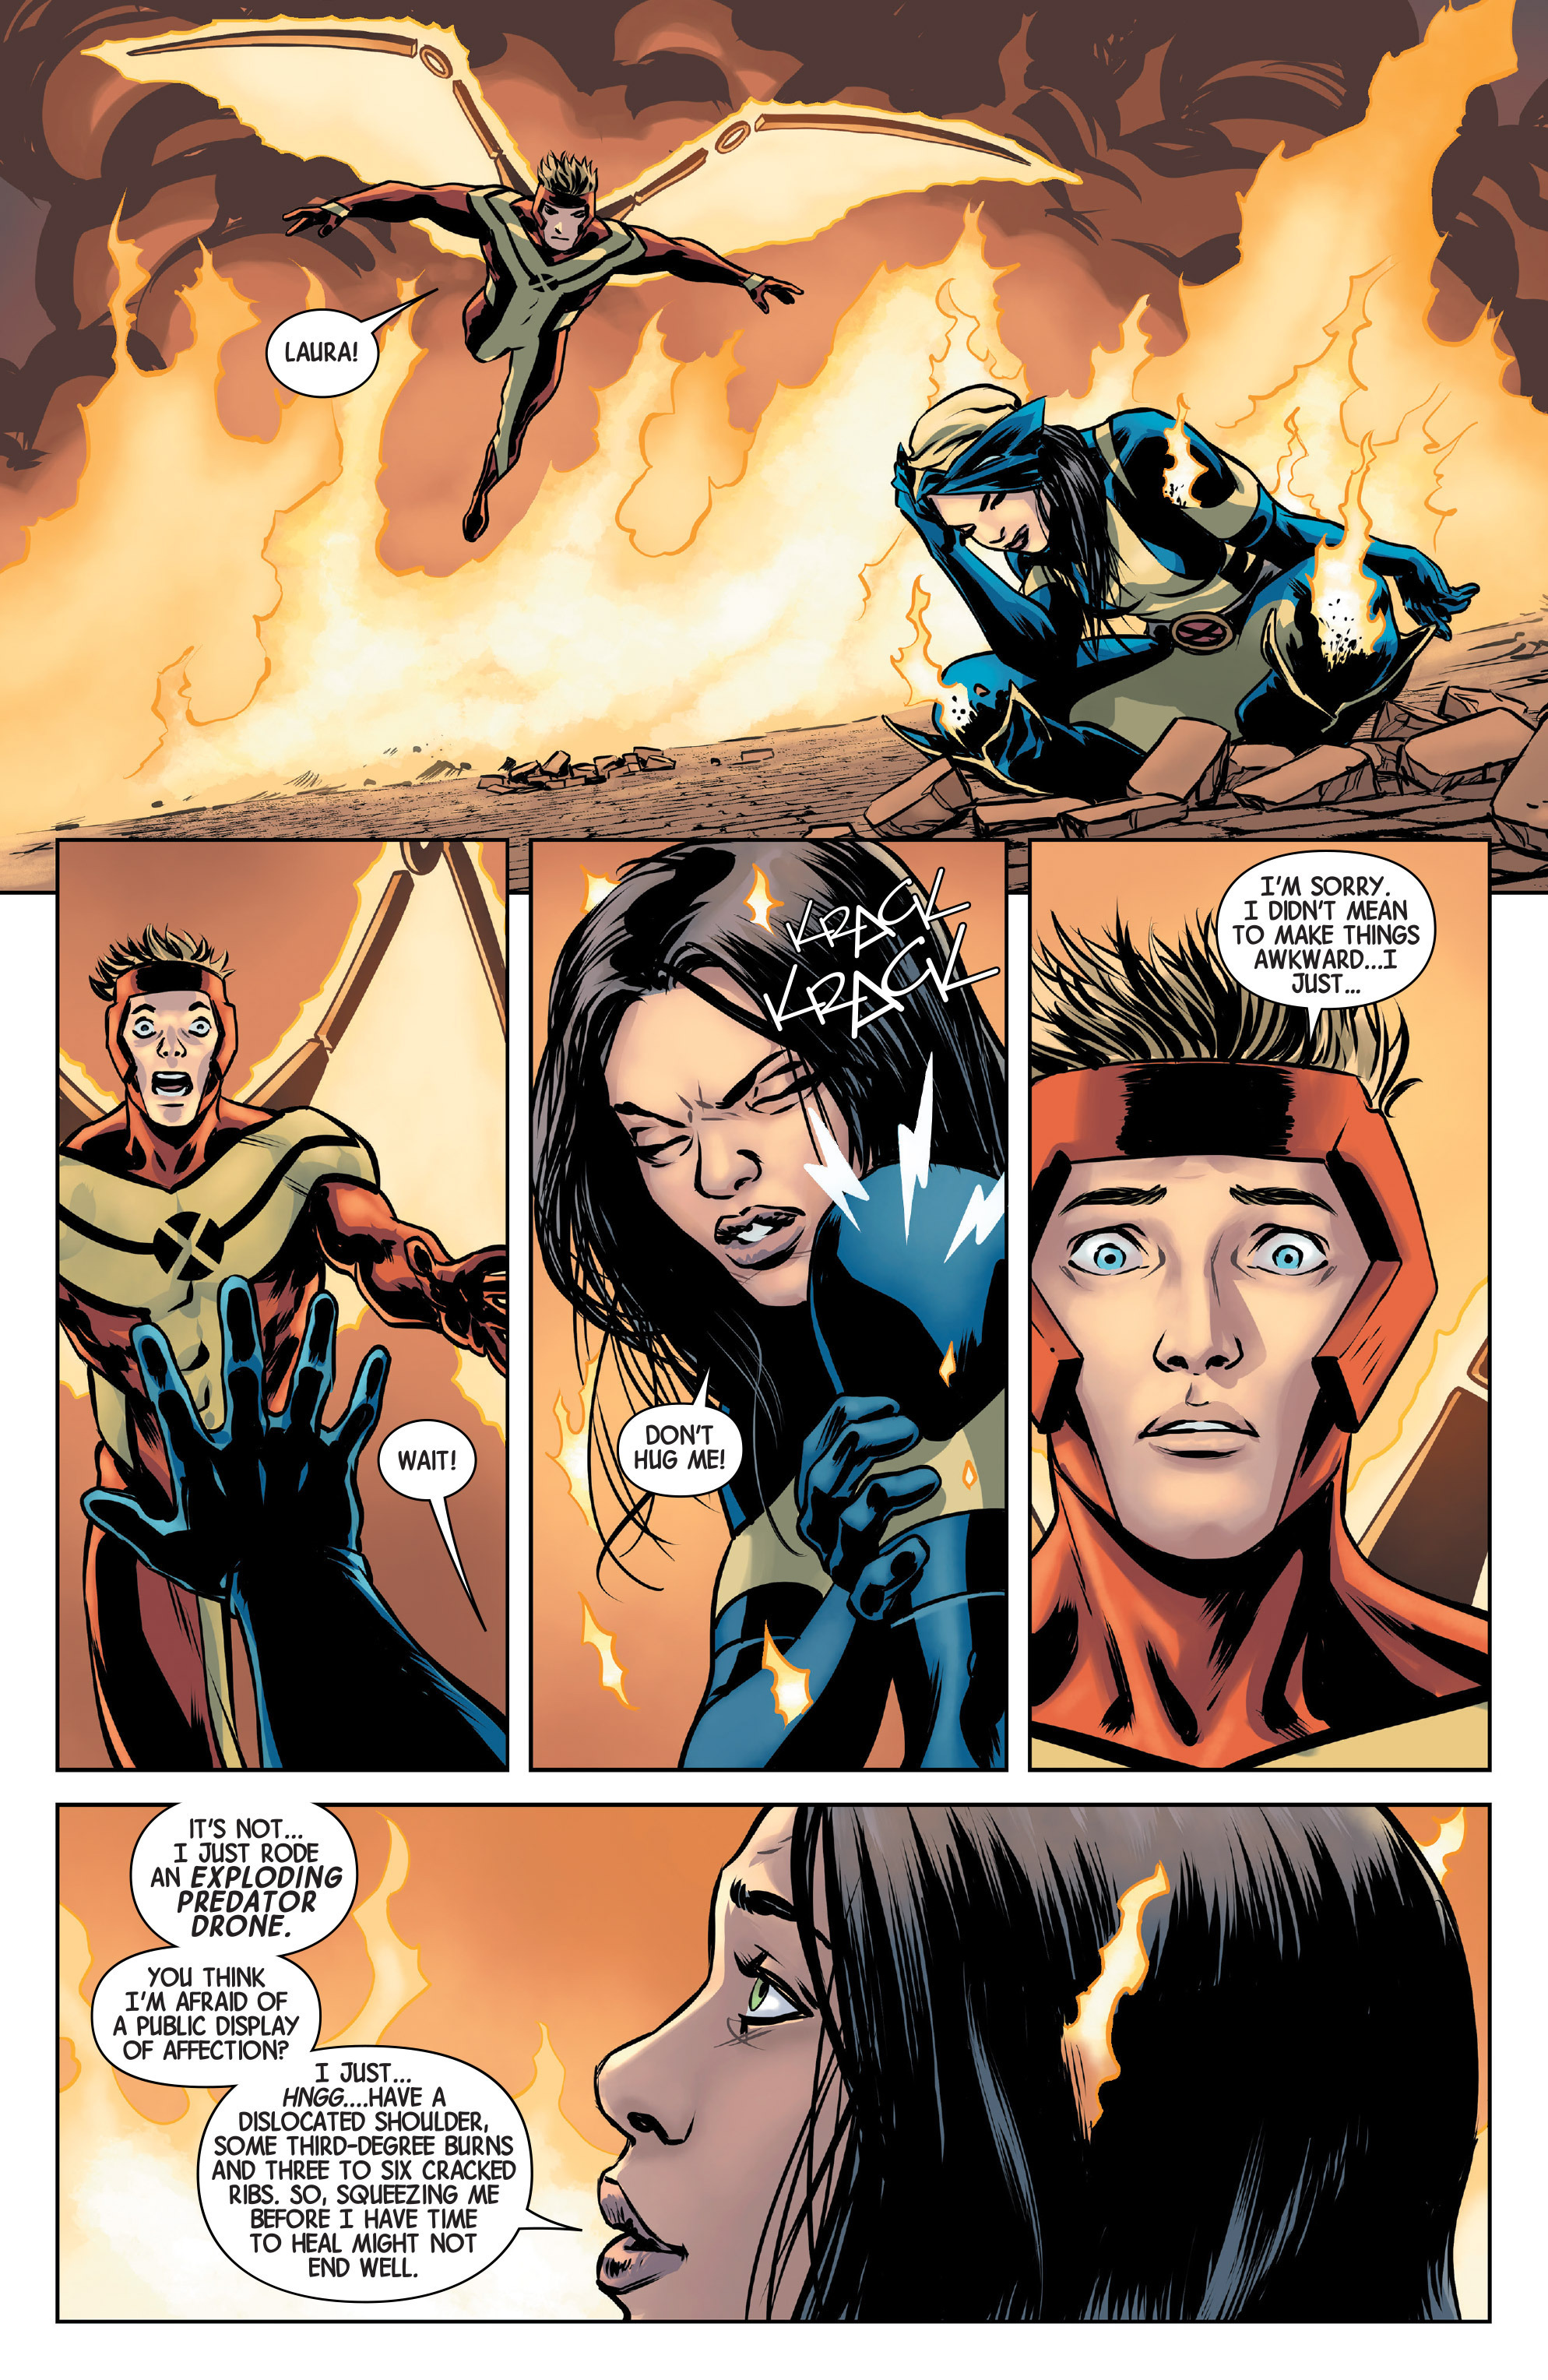 LAURA!
WAIT!
KRACK
KRACK
DON'T
HUG ME!
I'M SORRY.
I DIDN'T MEAN
TO MAKE THINGS
AWKWARD...I
JUST...
IT'S NOT...
I JUST RODE
AN EXPLODING
PREDATOR
DRONE.
YOU THINK
I'M AFRAID OF
A PUBLIC DISPLAY
OF AFFECTION?
I JUST...
HNGG....HAVE A
DISLOCATED SHOULDER,
SOME THIRD-DEGREE BURNS
AND THREE TO SIX CRACKED
RIBS. SO, SQUEEZING ME
BEFORE I HAVE TIME
TO HEAL MIGHT NOT
END WELL.